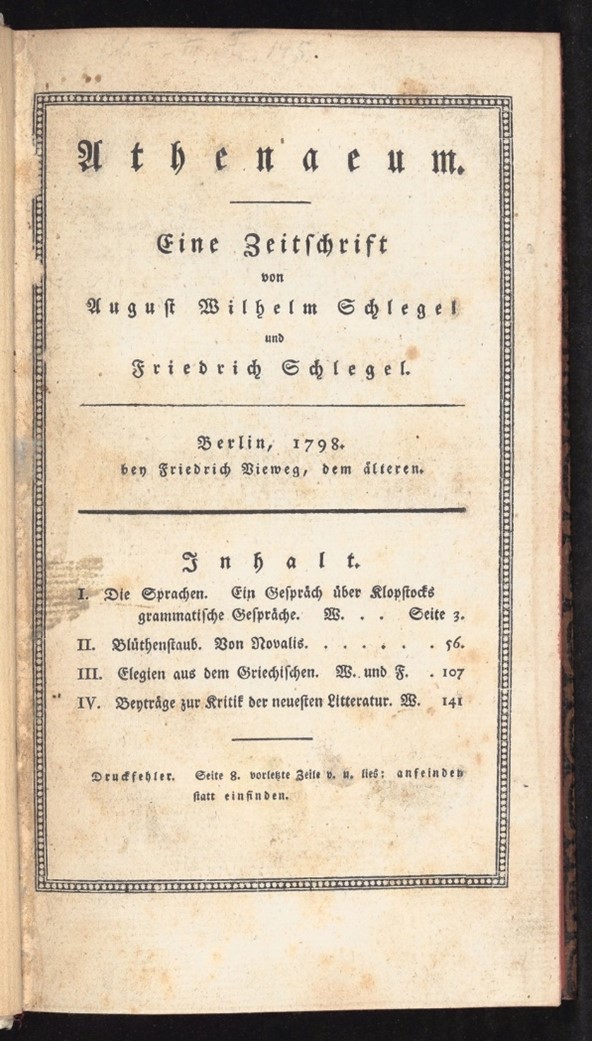 Athenaeum.
Eine Zeitſchrift
von
Auguſt Wilhelm Schlegel
und
Friedrich Schlegel.
Berlin, 1798.
bey Friedrich Vieweg, dem älteren.
Inhalt.
I. Die Sprachen. Ein Geſpräch über Klopſtocks
grammatiſche Geſpräche. W. . . Seite 3.
II. Blüthenſtaub. Von Novalis. . . . . . . 56.
III. Elegien aus dem Griechiſchen. W. und F. . 107
IV. Beyträge zur Kritik der neueſten Litteratur. W. 141
Druckfehler. Seite 8. vorletzte Zeile v. u. lies: anfeinden
ſtatt einfinden.